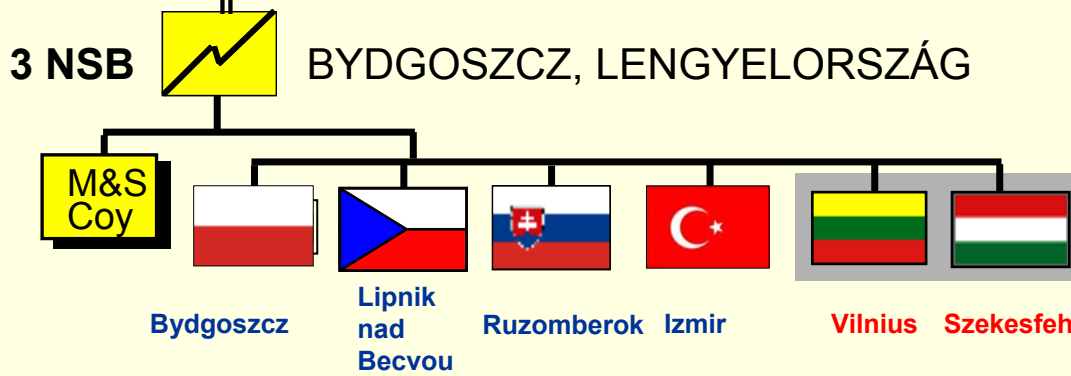 3 NSB
BYDGOSZCZ, LENGYELORSZÁG
M&S
Coy
Bydgoszcz
Lipnik
nad
Becvou
Ruzomberok
Izmir
Vilnius
Szekesfeh